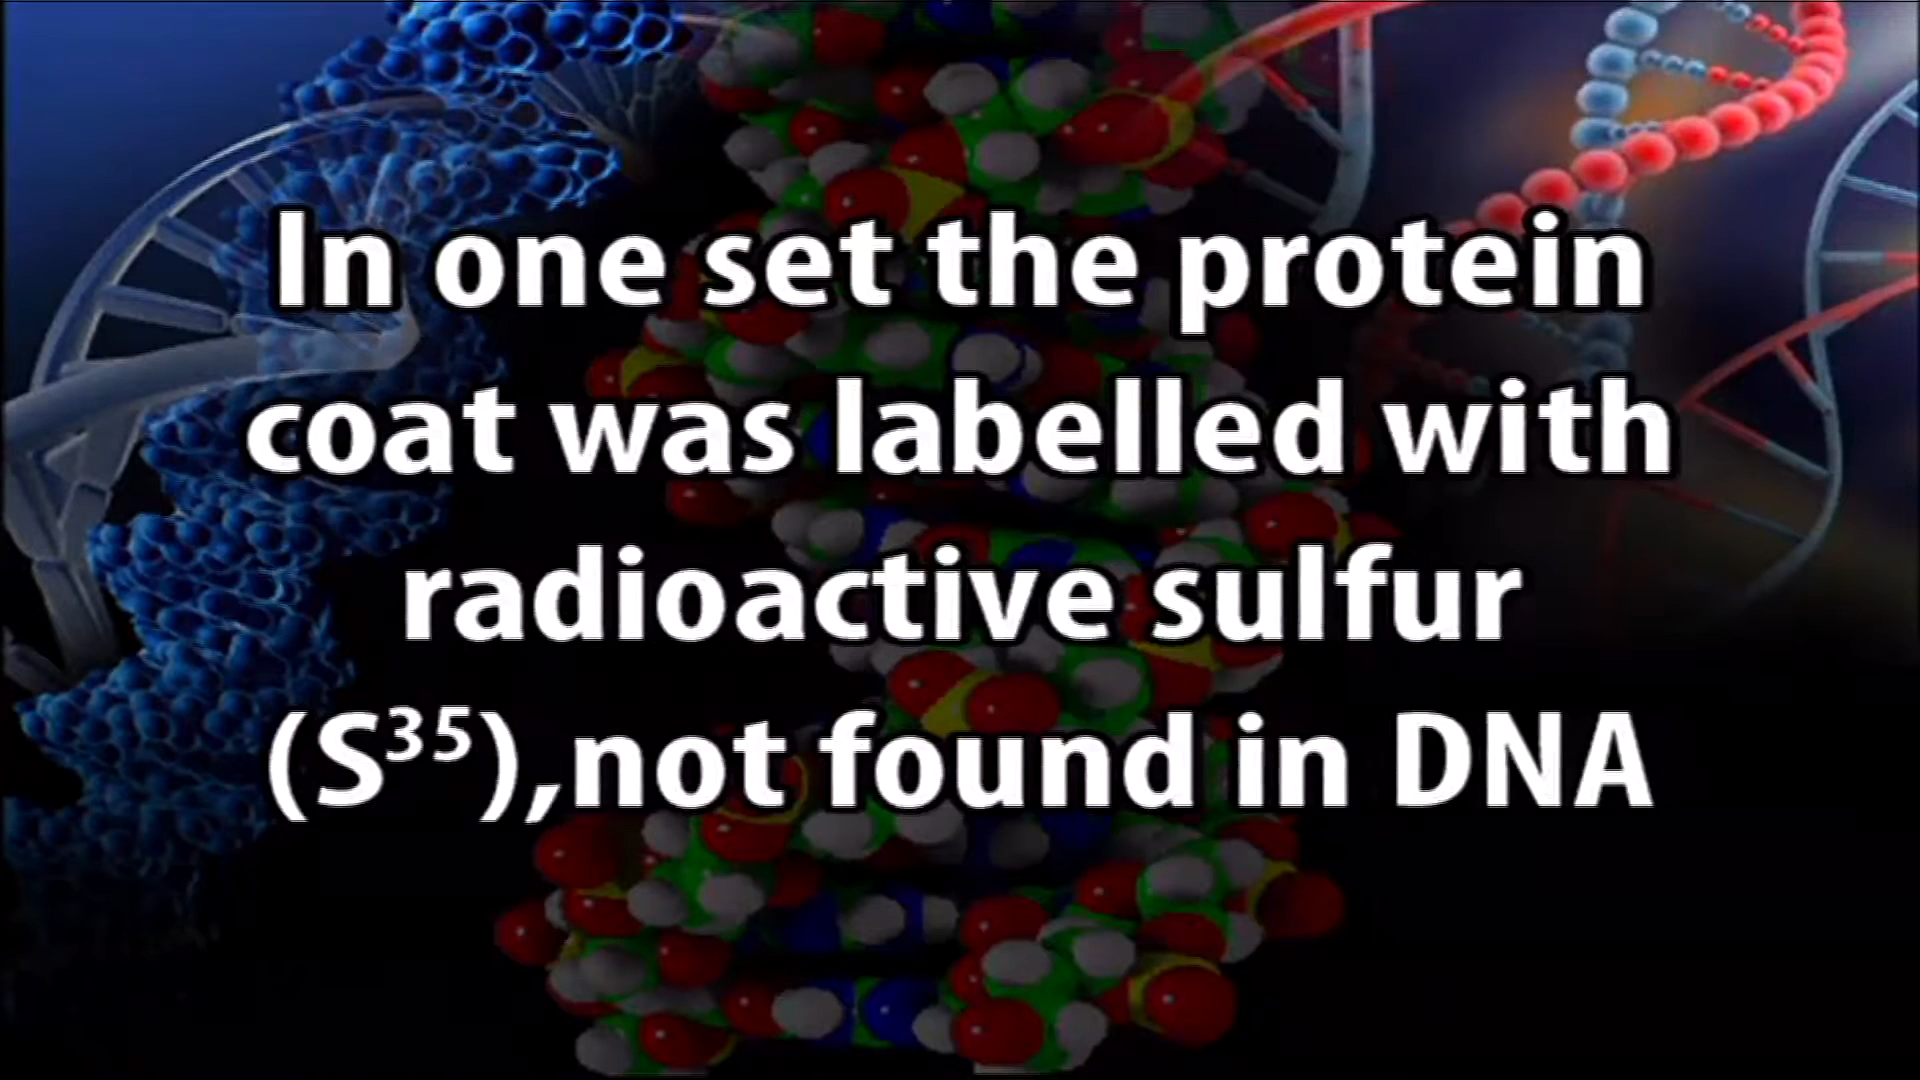 In one set the protein
coat was labelled with
radioactive sulfur
(S³⁵),not found in DNA